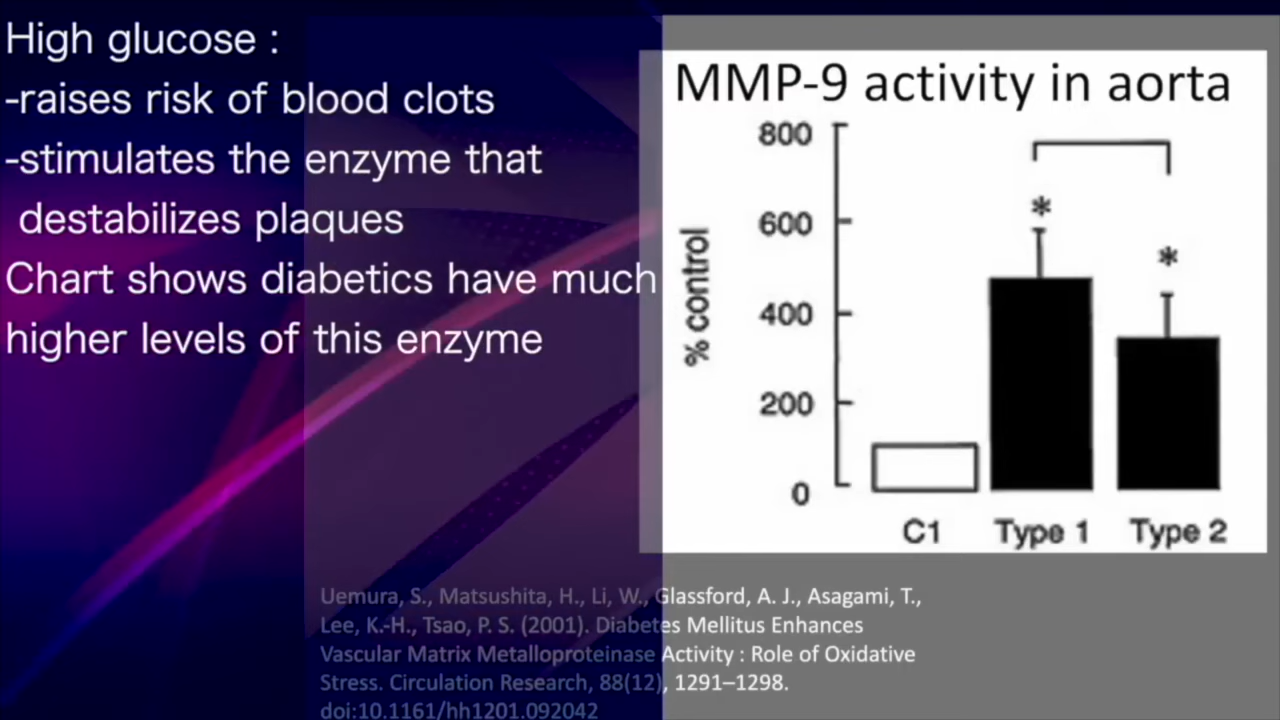 High glucose :
-raises risk of blood clots
-stimulates the enzyme that
destabilizes plaques
Chart shows diabetics have much
higher levels of this enzyme
MMP-9 activity in aorta
% control
800
600
400
200
0
*
*
C1
Type 1
Type 2
Uemura, S., Matsushita, H., Li, W., Glassford, A. J., Asagami, T.,
Lee, K.-H., Tsao, P. S. (2001). Diabetes Mellitus Enhances
Vascular Matrix Metalloproteinase Activity : Role of Oxidative
Stress. Circulation Research, 88(12), 1291–1298.
doi:10.1161/hh1201.092042